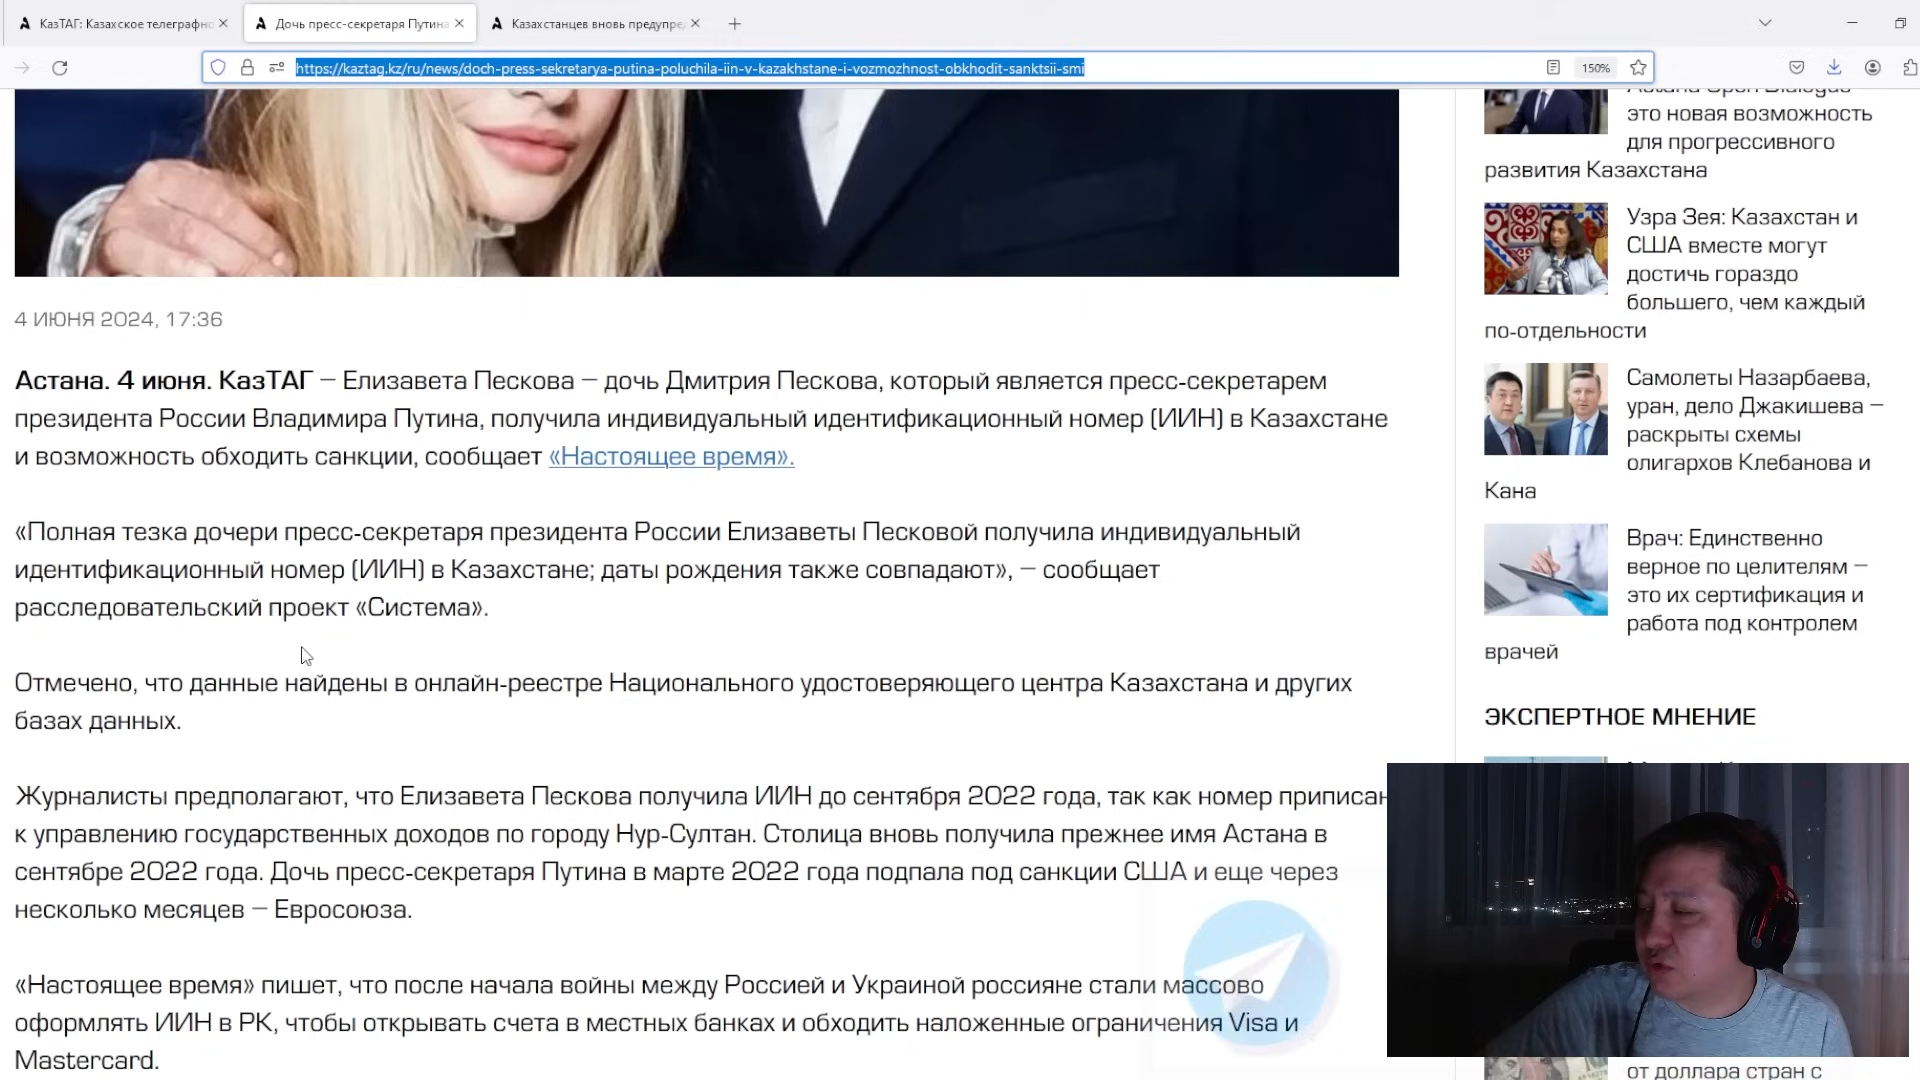 КазТАГ: Казахское телеграфно
Дочь пресс-секретаря Путина
Казахстанцев вновь предупре
https://kaztag.kz/ru/news/doch-press-sekretarya-putina-poluchila-iin-v-kazakhstane-i-vozmozhnost-obkhodit-sanktsii-smi
150%
4 ИЮНЯ 2024, 17:36
Астана. 4 июня. КазТАГ – Елизавета Пескова – дочь Дмитрия Пескова, который является пресс-секретарем
президента России Владимира Путина, получила индивидуальный идентификационный номер (ИИН) в Казахстане
и возможность обходить санкции, сообщает «Настоящее время».
«Полная тезка дочери пресс-секретаря президента России Елизаветы Песковой получила индивидуальный
идентификационный номер (ИИН) в Казахстане; даты рождения также совпадают», – сообщает
расследовательский проект «Система».
Отмечено, что данные найдены в онлайн-реестре Национального удостоверяющего центра Казахстана и других
базах данных.
Журналисты предполагают, что Елизавета Пескова получила ИИН до сентября 2022 года, так как номер приписан
к управлению государственных доходов по городу Нур-Султан. Столица вновь получила прежнее имя Астана в
сентябре 2022 года. Дочь пресс-секретаря Путина в марте 2022 года подпала под санкции США и еще через
несколько месяцев – Евросоюза.
«Настоящее время» пишет, что после начала войны между Россией и Украиной россияне стали массово
оформлять ИИН в РК, чтобы открывать счета в местных банках и обходить наложенные ограничения Visa и
Mastercard.
Astana Open Dialogue
это новая возможность
для прогрессивного
развития Казахстана
Узра Зея: Казахстан и
США вместе могут
достичь гораздо
большего, чем каждый
по-отдельности
Самолеты Назарбаева,
уран, дело Джакишева –
раскрыты схемы
олигархов Клебанова и
Кана
Врач: Единственно
верное по целителям –
это их сертификация и
работа под контролем
врачей
ЭКСПЕРТНОЕ МНЕНИЕ
от доллара стран с